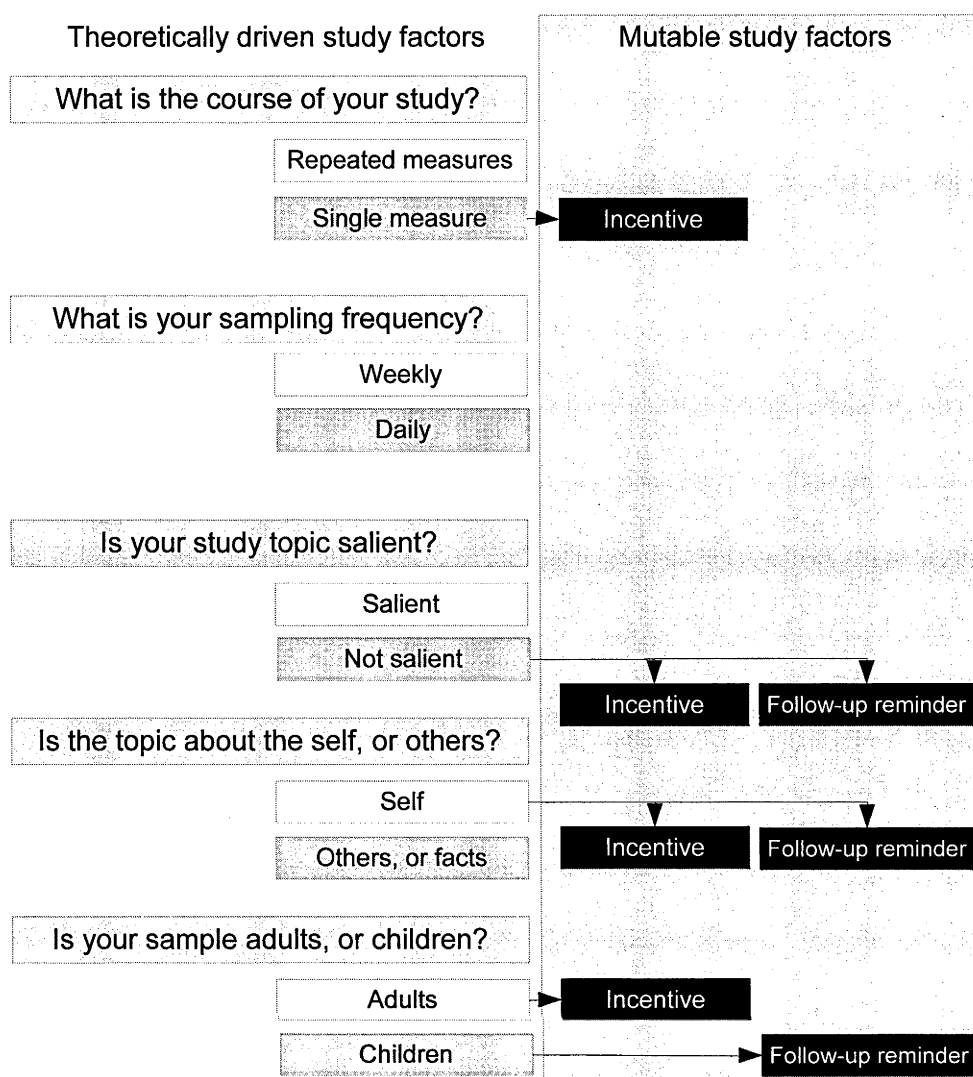 Theoretically driven study factors
Mutable study factors
What is the course of your study?
Repeated measures
Single measure
Incentive
What is your sampling frequency?
Weekly
Daily
Is your study topic salient?
Salient
Not salient
Incentive
Follow-up reminder
Is the topic about the self, or others?
Self
Incentive
Follow-up reminder
Others, or facts
Is your sample adults, or children?
Adults
Incentive
Children
Follow-up reminder